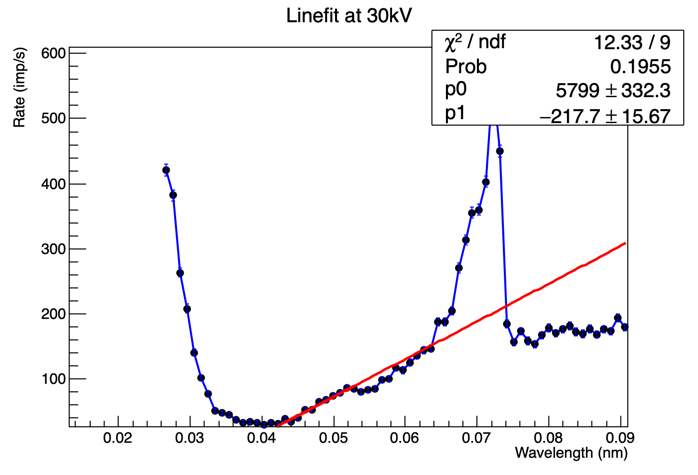 Linefit at 30kV
χ² / ndf 12.33 / 9
Prob 0.1955
p0 5799 ± 332.3
p1 −217.7 ± 15.67
Rate (imp/s)
600
500
400
300
200
100
0.02 0.03 0.04 0.05 0.06 0.07 0.08 0.09
Wavelength (nm)